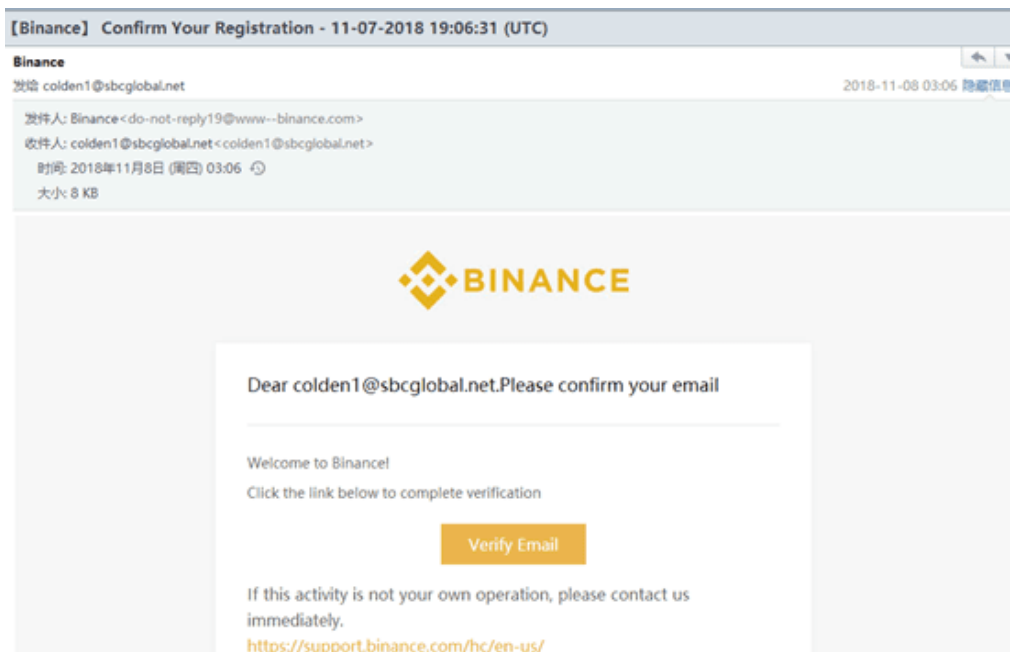 【Binance】 Confirm Your Registration - 11-07-2018 19:06:31 (UTC)
Binance
发给 colden1@sbcglobal.net
2018-11-08 03:06 隐藏信息
发件人: Binance<do-not-reply19@www--binance.com>
收件人: colden1@sbcglobal.net<colden1@sbcglobal.net>
时间: 2018年11月8日 (周四) 03:06
大小: 8 KB
BINANCE
Dear colden1@sbcglobal.net.Please confirm your email
Welcome to Binance!
Click the link below to complete verification
Verify Email
If this activity is not your own operation, please contact us
immediately.
https://support.binance.com/hc/en-us/